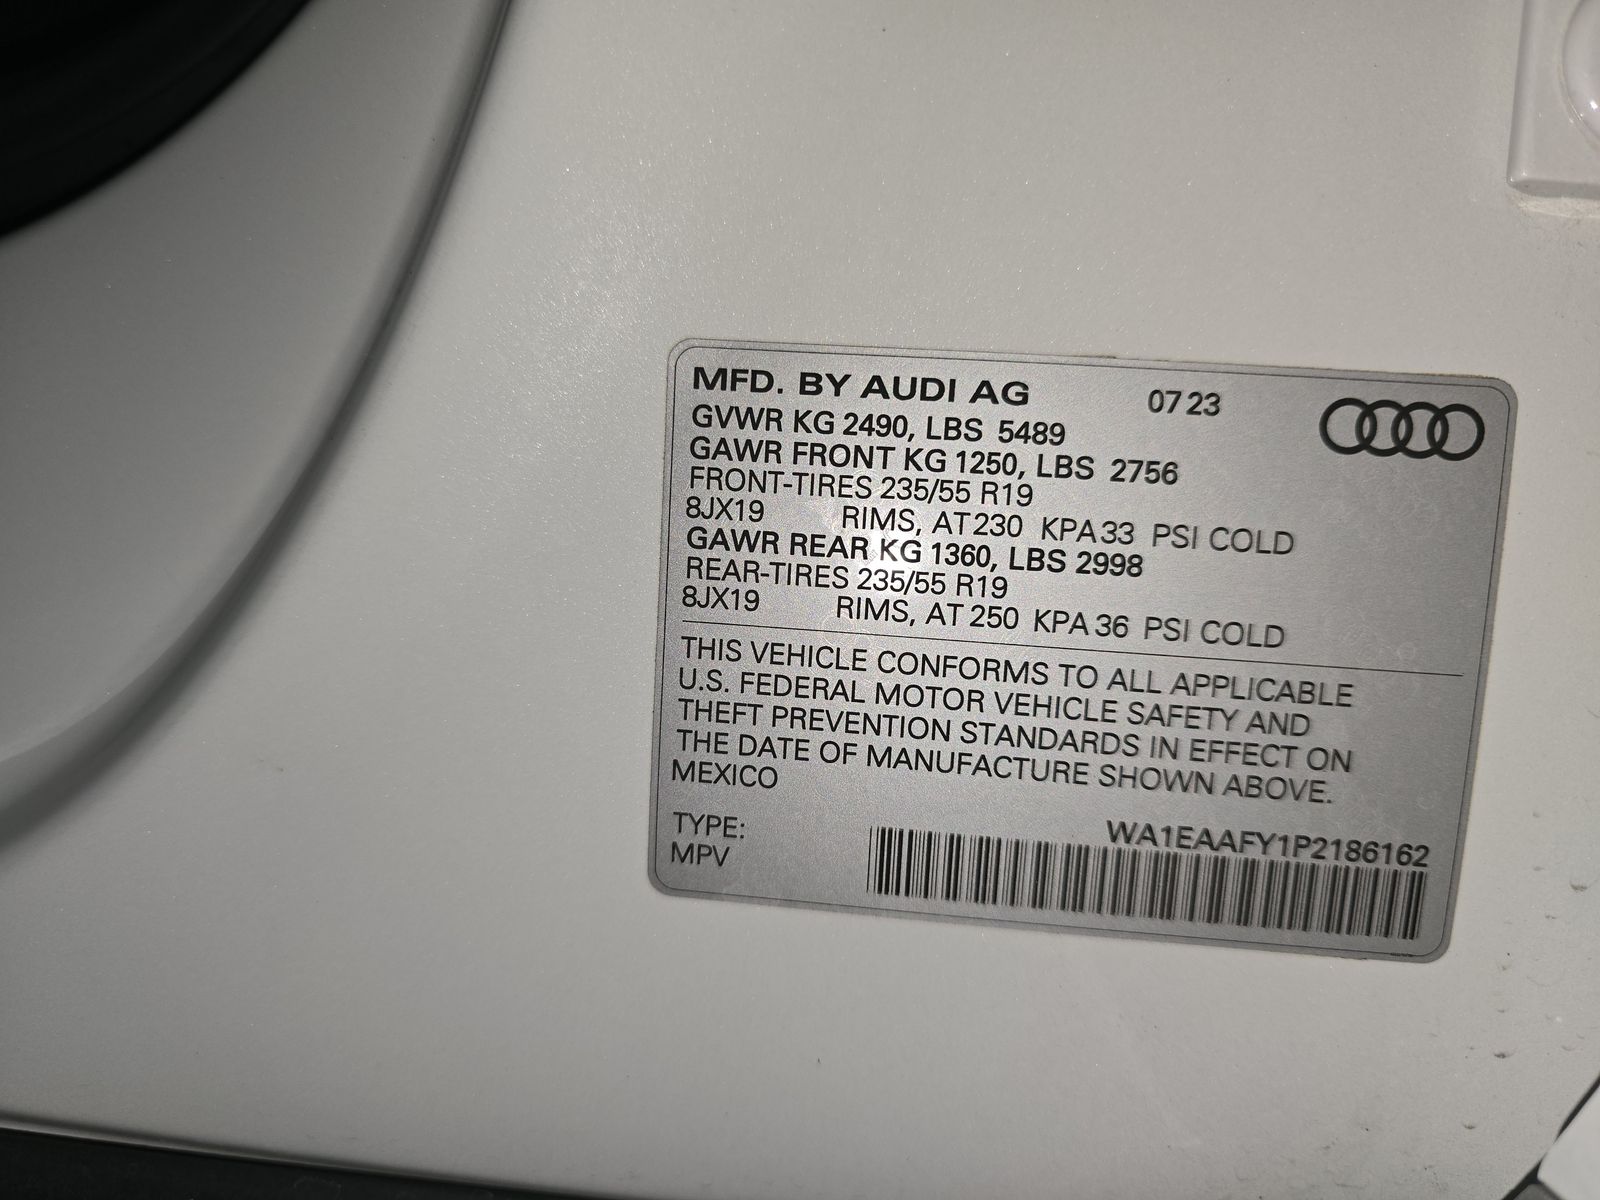 MFD. BY AUDI AG 07 23
GVWR KG 2490, LBS 5489
GAWR FRONT KG 1250, LBS 2756
FRONT-TIRES 235/55 R19
8JX19 RIMS, AT 230 KPA 33 PSI COLD
GAWR REAR KG 1360, LBS 2998
REAR-TIRES 235/55 R19
8JX19 RIMS, AT 250 KPA 36 PSI COLD
THIS VEHICLE CONFORMS TO ALL APPLICABLE
U.S. FEDERAL MOTOR VEHICLE SAFETY AND
THEFT PREVENTION STANDARDS IN EFFECT ON
THE DATE OF MANUFACTURE SHOWN ABOVE.
MEXICO
WA1EAAFY1P2186162
TYPE:
MPV